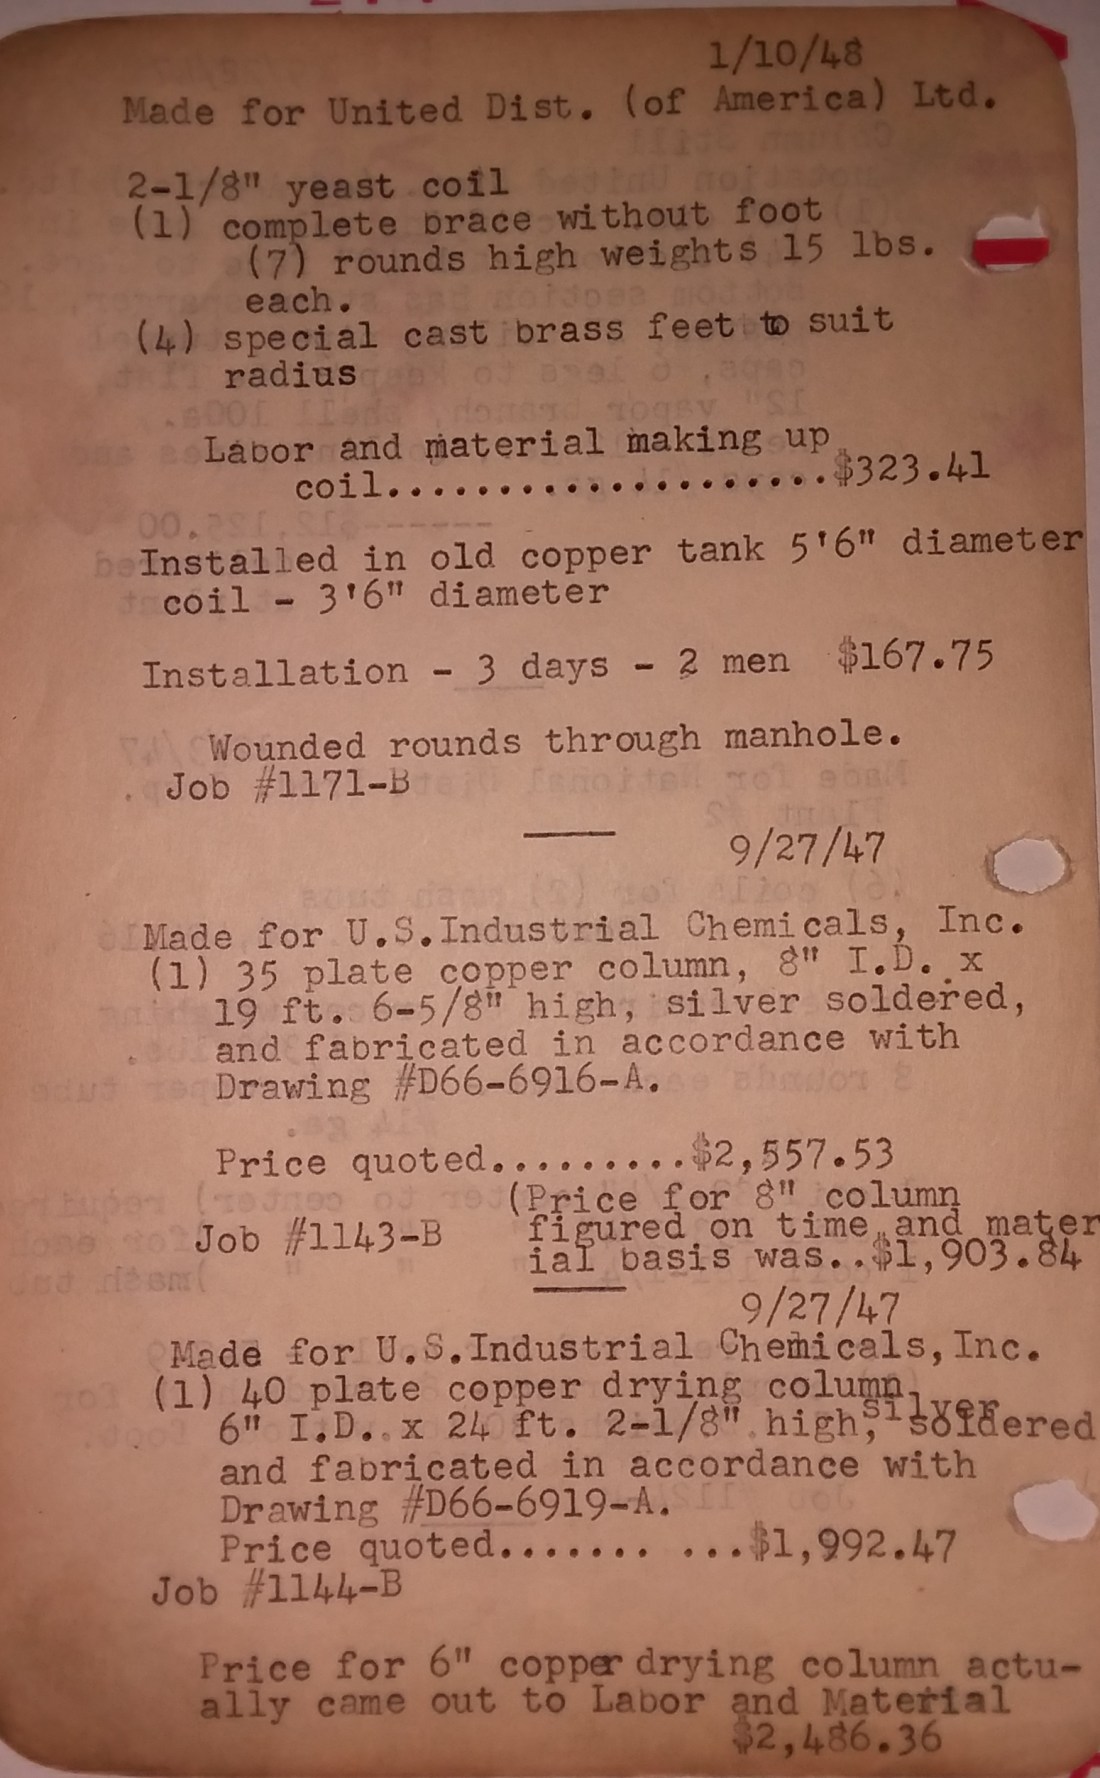 1/10/48
Made for United Dist. (of America) Ltd.
2-1/8" yeast coil
(1) complete brace without foot
(7) rounds high weights 15 lbs.
each.
(4) special cast brass feet to suit
radius
Labor and material making up
coil....................$323.41
Installed in old copper tank 5'6" diameter
coil - 3'6" diameter
Installation - 3 days - 2 men $167.75
Wounded rounds through manhole.
Job #1171-B
9/27/47
Made for U.S.Industrial Chemicals, Inc.
(1) 35 plate copper column, 8" I.D. x
19 ft. 6-5/8" high, silver soldered,
and fabricated in accordance with
Drawing #D66-6916-A.
Price quoted..........$2,557.53
(Price for 8" column
Job #1143-B figured on time and mater
ial basis was..$1,903.84
9/27/47
Made for U.S.Industrial Chemicals,Inc.
(1) 40 plate copper drying column,
6" I.D. x 24 ft. 2-1/8" high, silver soldered
and fabricated in accordance with
Drawing #D66-6919-A.
Price quoted....... ...$1,992.47
Job #1144-B
Price for 6" copper drying column actu-
ally came out to Labor and Material
$2,486.36